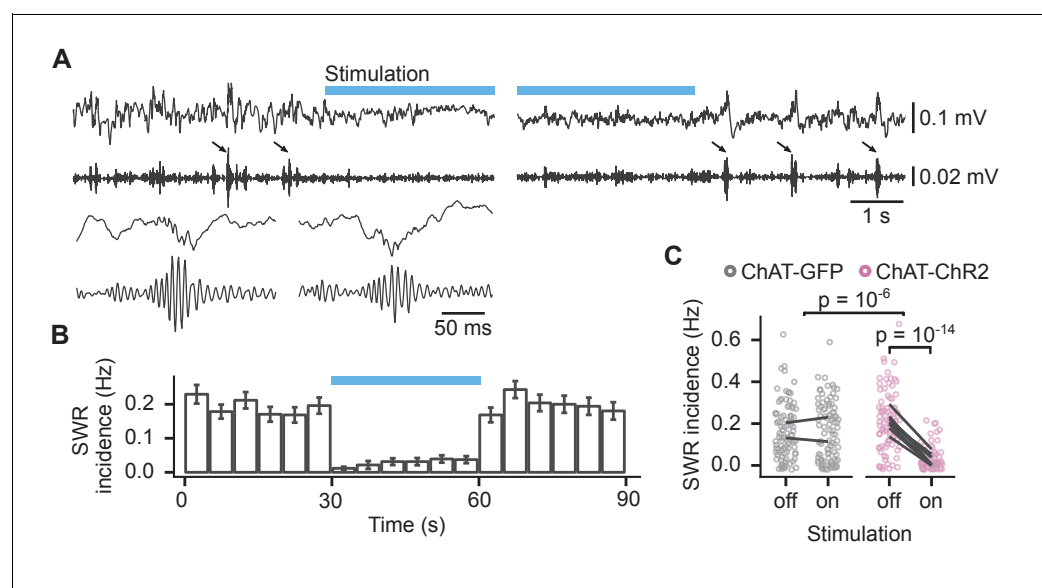 A
Stimulation
0.1 mV
0.02 mV
1 s
50 ms
B
SWR
incidence (Hz)
0.2
0.1
0.0
0
30
60
90
Time (s)
C
ChAT-GFP
ChAT-ChR2
p = 10-6
p = 10-14
SWR incidence (Hz)
0.6
0.4
0.2
0.0
off
on
off
on
Stimulation